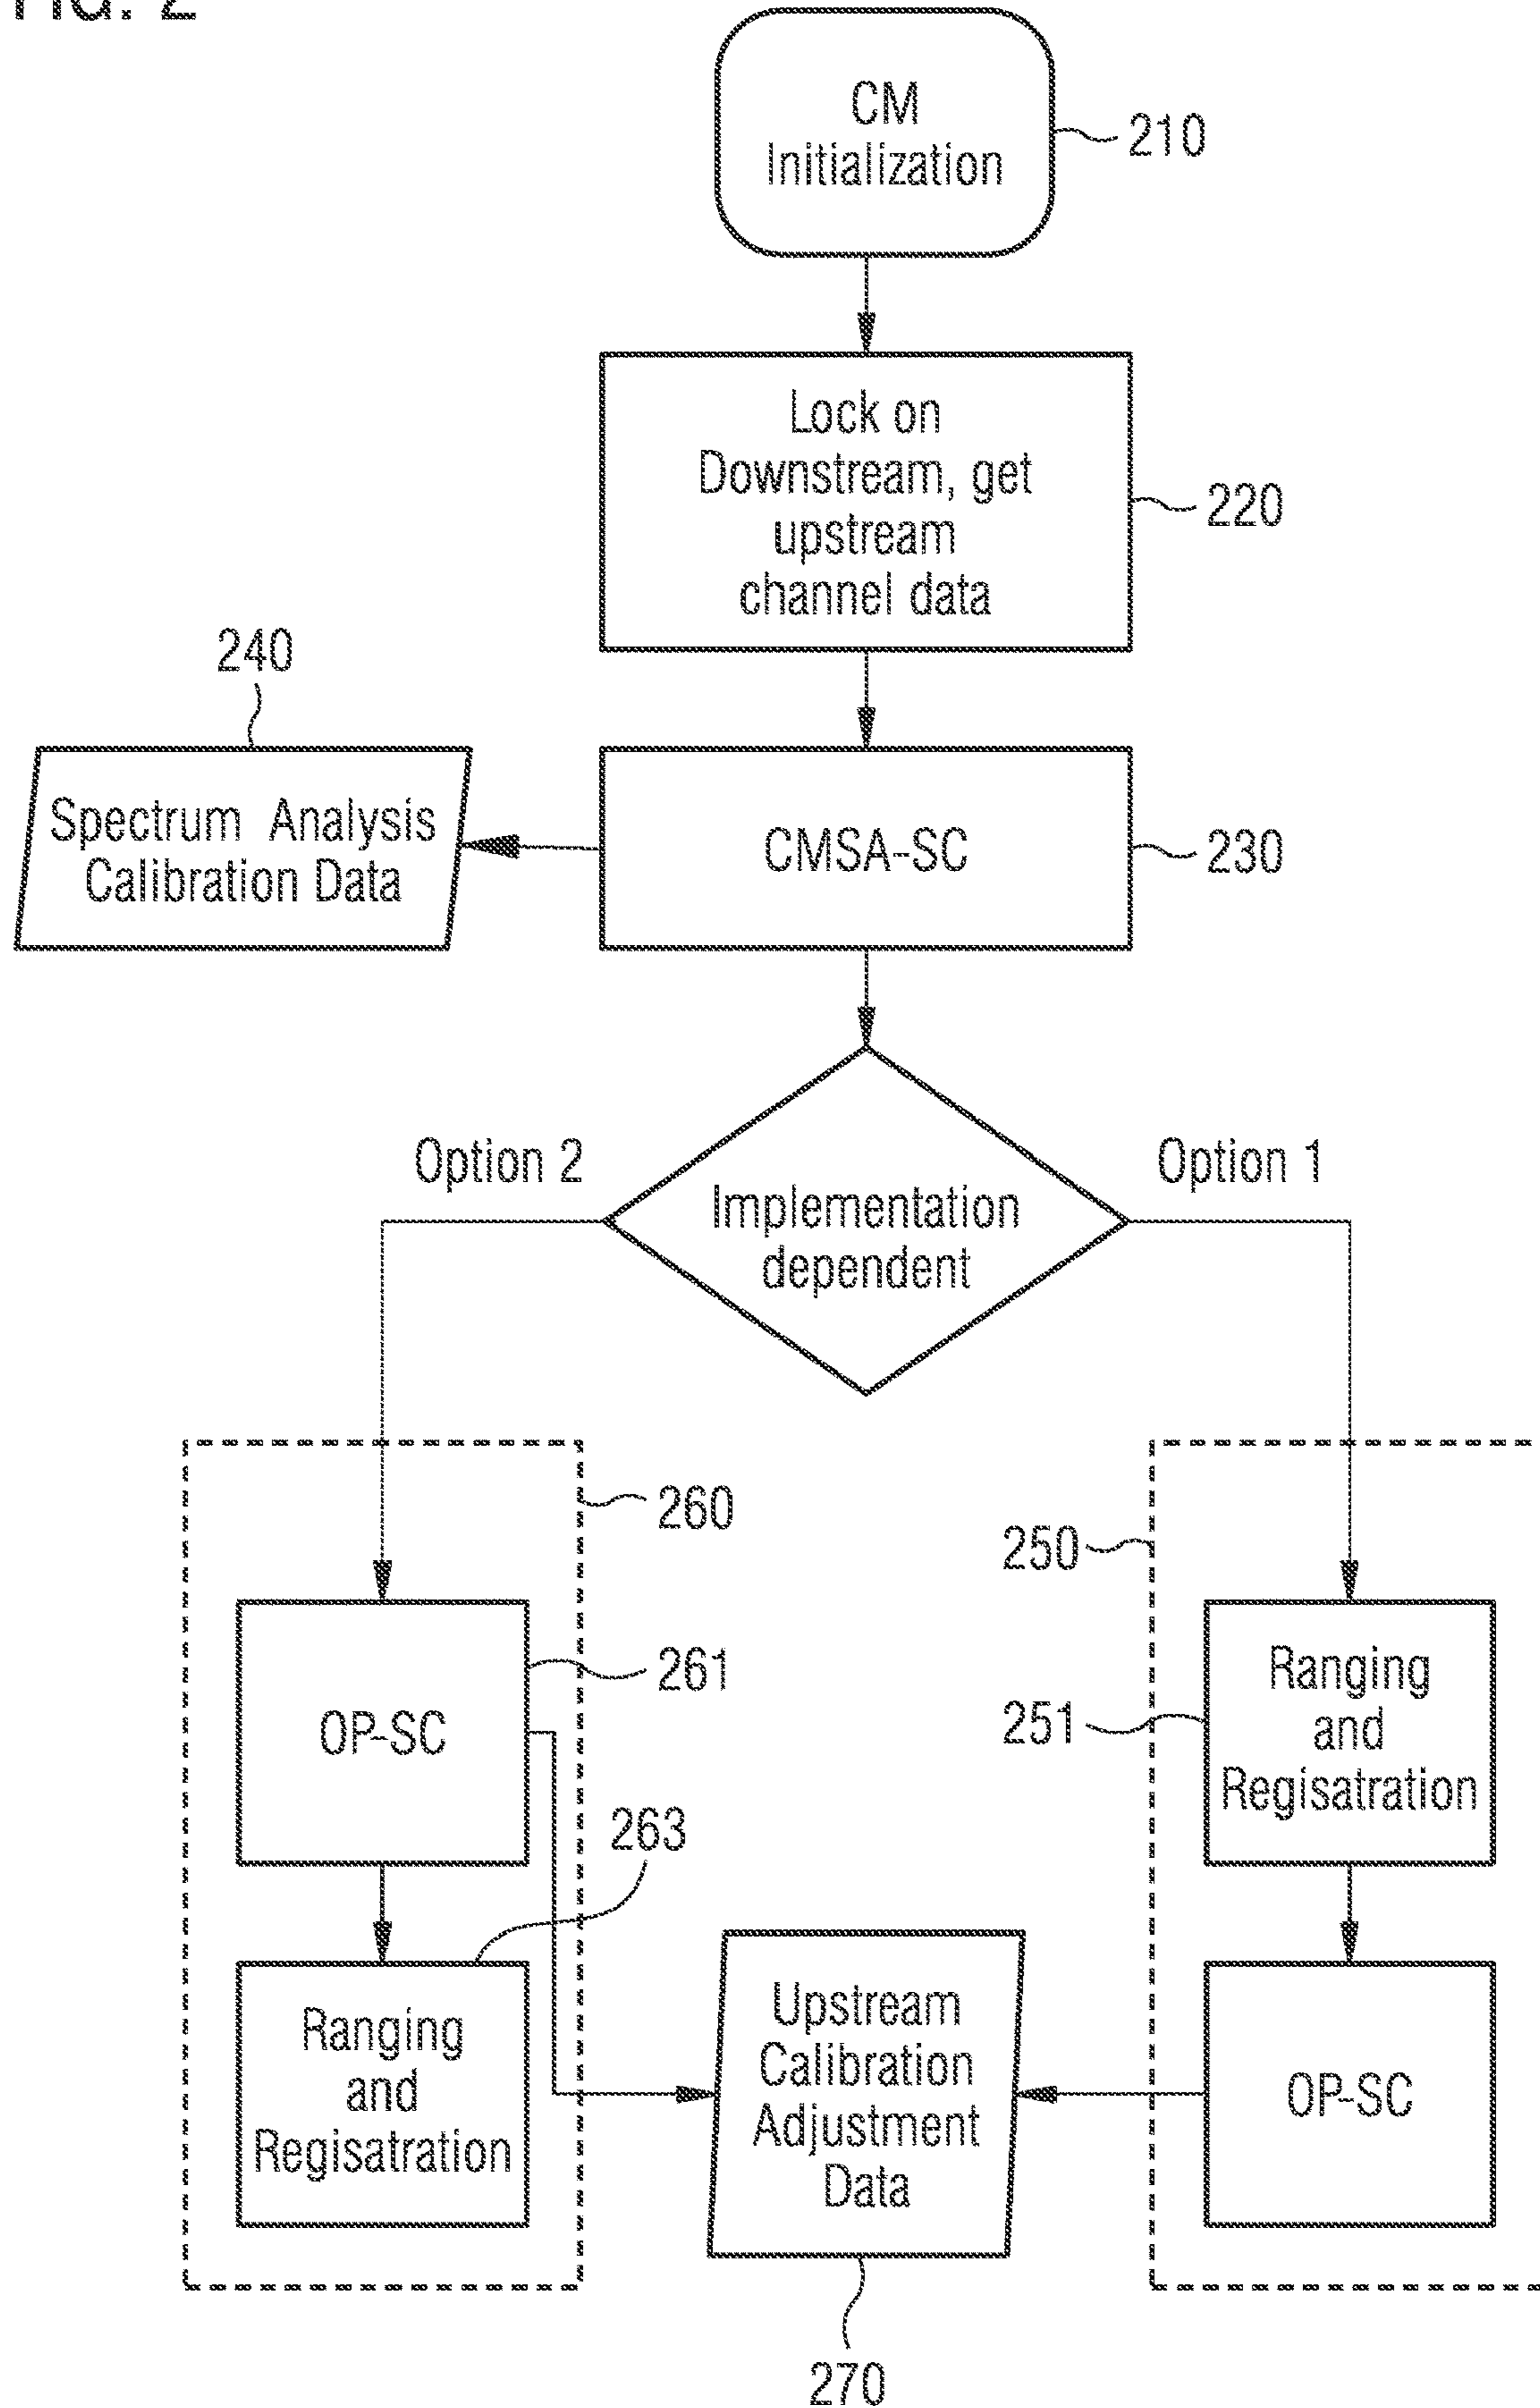 FIG. 2
CM
Initialization
210
Lock on
Downstream, get
upstream
channel data
220
240
Spectrum Analysis
Calibration Data
CMSA-SC
230
Option 2
Option 1
Implementation
dependent
260
250
OP-SC
261
Ranging
and
Regisatration
251
263
Ranging
and
Regisatration
Upstream
Calibration
Adjustment
Data
OP-SC
270